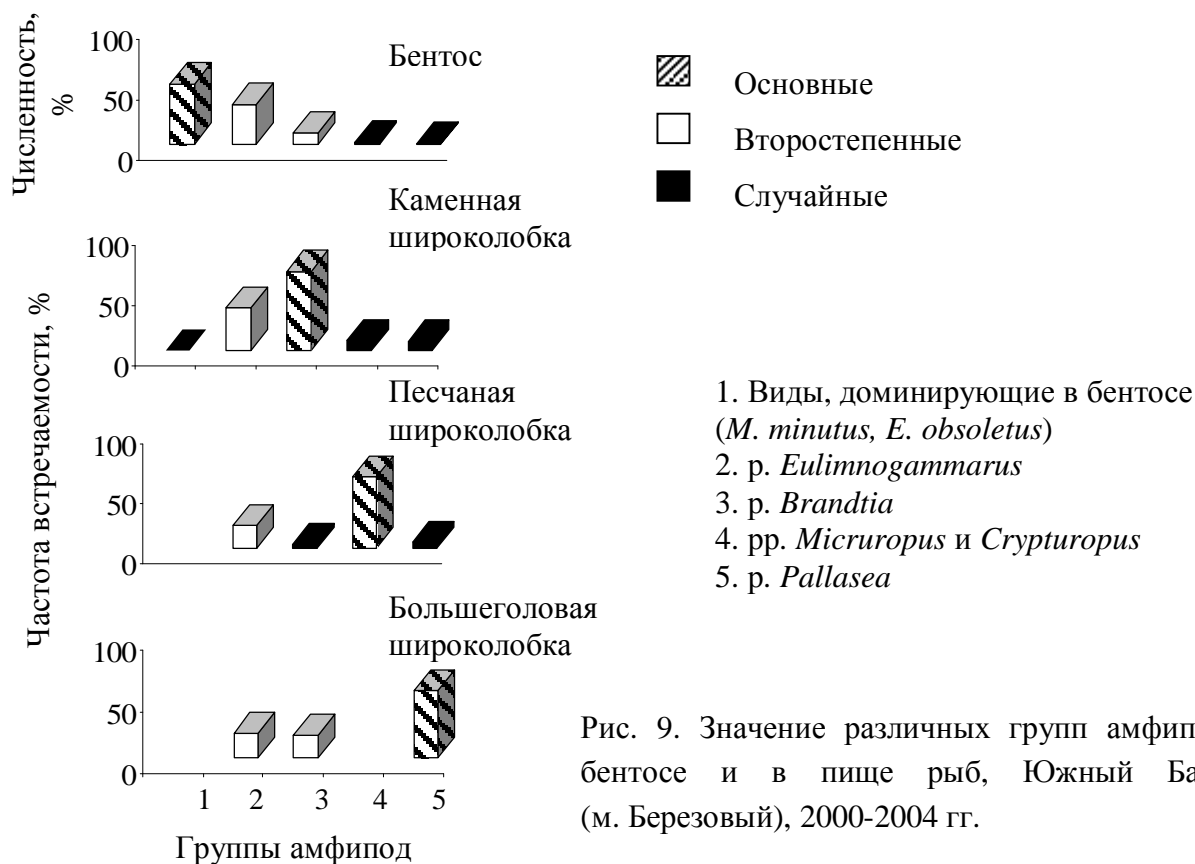 Численность,
%
100
50
0
Бентос
Основные
Второстепенные
Случайные
Частота встречаемости, %
Каменная
широколобка
100
50
0
Песчаная
широколобка
100
50
0
Большеголовая
широколобка
100
50
0
1 2 3 4 5
Группы амфипод
1. Виды, доминирующие в бентосе
(M. minutus, E. obsoletus)
2. р. Eulimnogammarus
3. р. Brandtia
4. рр. Micruropus и Crypturopus
5. р. Pallasea
Рис. 9. Значение различных групп амфип
бентосе и в пище рыб, Южный Ба
(м. Березовый), 2000-2004 гг.